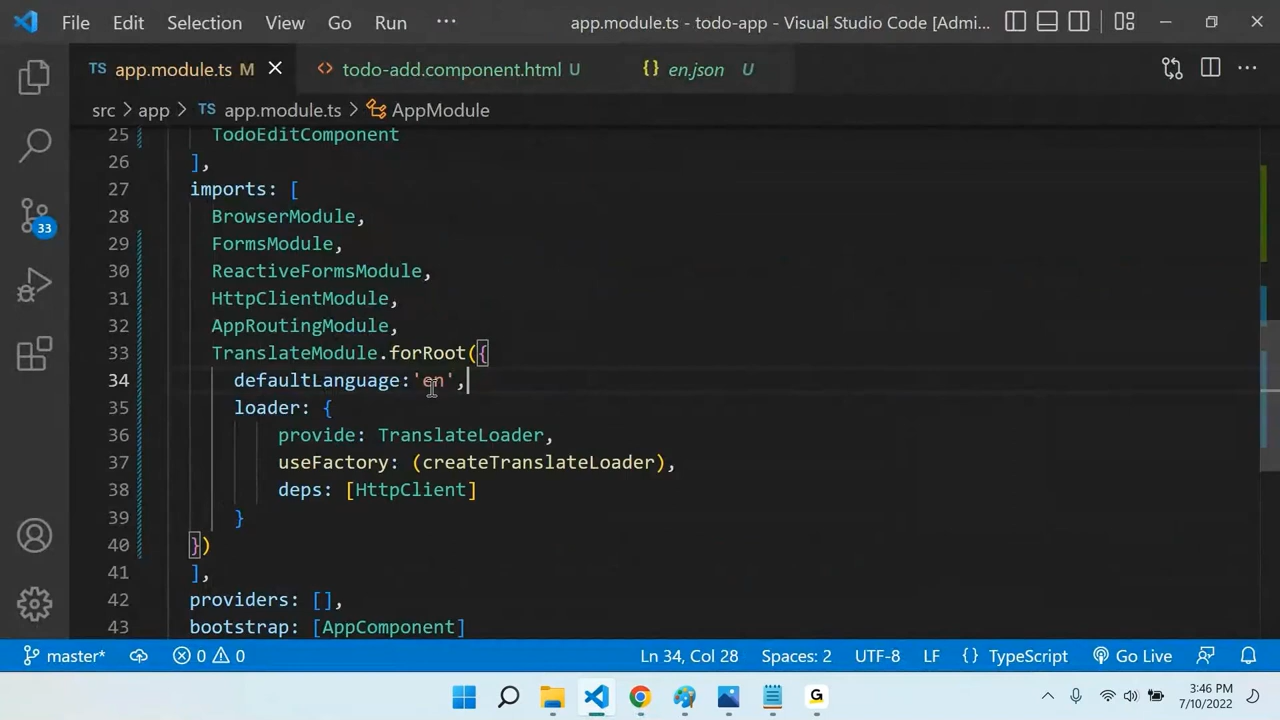 File Edit Selection View Go Run ··· app.module.ts - todo-app - Visual Studio Code [Admi...
TS app.module.ts M <> todo-add.component.html U {} en.json U ···
src > app > TS app.module.ts > AppModule
25 TodoEditComponent
26 ],
27 imports: [
28 BrowserModule,
29 FormsModule,
30 ReactiveFormsModule,
31 HttpClientModule,
32 AppRoutingModule,
33 TranslateModule.forRoot({
34 defaultLanguage:'en',
35 loader: {
36 provide: TranslateLoader,
37 useFactory: (createTranslateLoader),
38 deps: [HttpClient]
39 }
40 })
41 ],
42 providers: [],
43 bootstrap: [AppComponent]
33
master* 0 0 Ln 34, Col 28 Spaces: 2 UTF-8 LF {} TypeScript Go Live
G
3:46 PM
7/10/2022